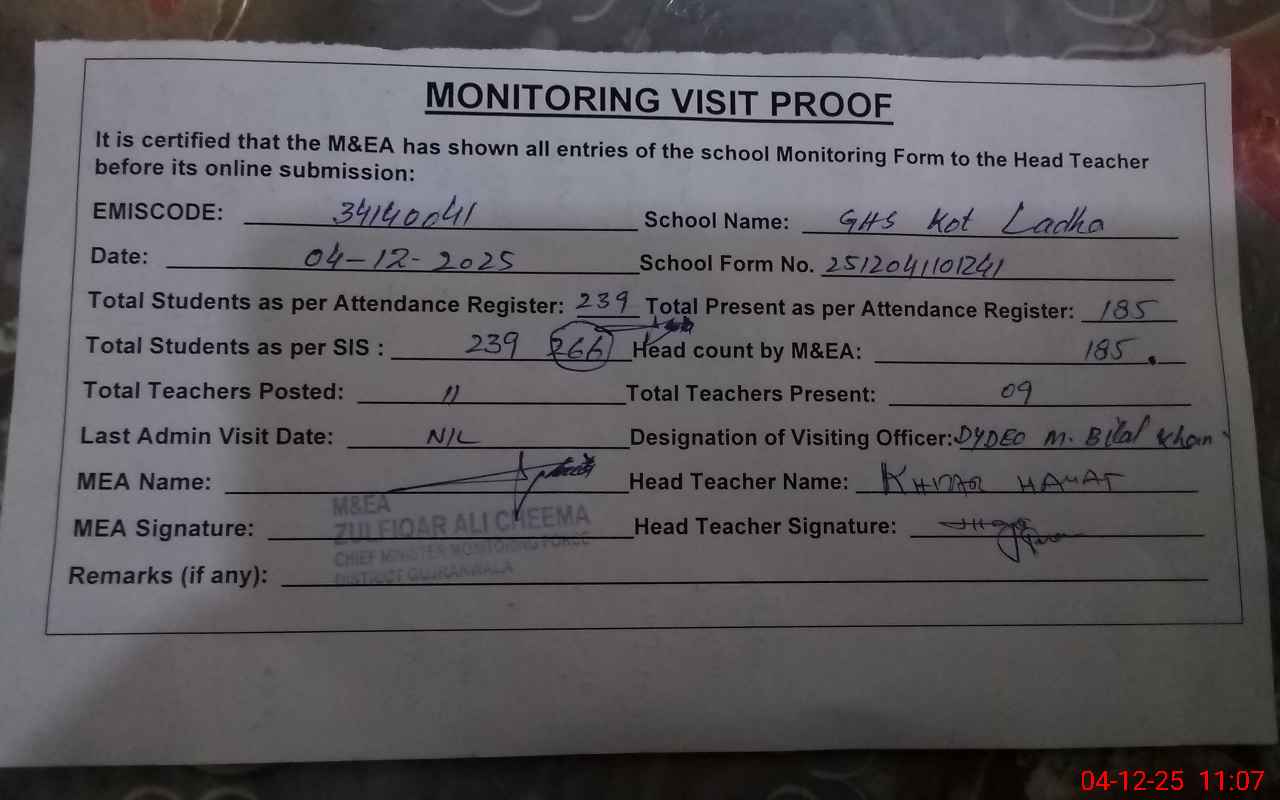 MONITORING VISIT PROOF
It is certified that the M&EA has shown all entries of the school Monitoring Form to the Head Teacher
before its online submission:
EMISCODE: 34140041 School Name: GHS Kot Ladha
Date: 04-12-2025 School Form No. 2512041101241
Total Students as per Attendance Register: 239 Total Present as per Attendance Register: 185
Total Students as per SIS : 239 266 Head count by M&EA: 185.
Total Teachers Posted: 11 Total Teachers Present: 09
Last Admin Visit Date: NIL Designation of Visiting Officer: DYDEO M. Bilal Khan
MEA Name: Head Teacher Name: KHIZAR HAYAT
M&EA
MEA Signature: ZULFIQAR ALI CHEEMA Head Teacher Signature:
CHIEF MINISTER MONITORING FORCE
DISTRICT GUJRANWALA
Remarks (if any):
04-12-25 11:07